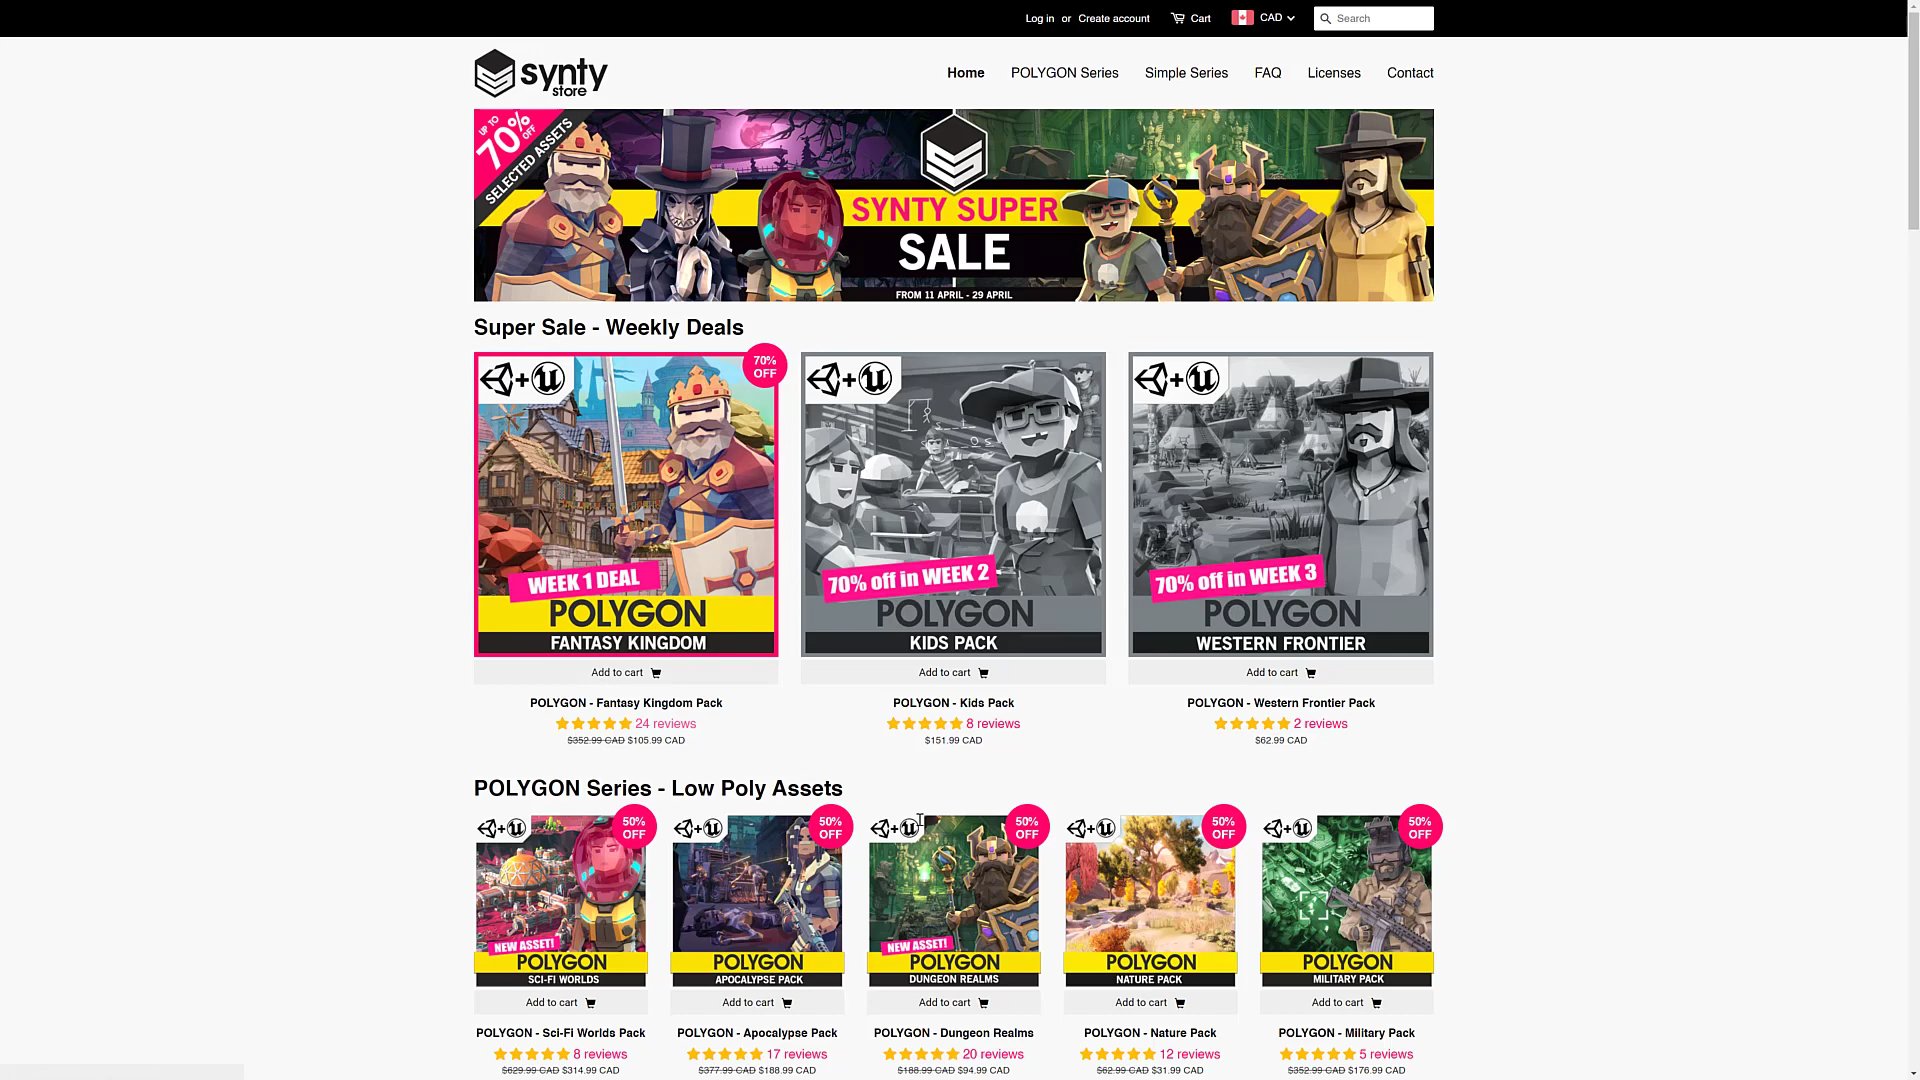 Log in or Create account Cart CAD Search
synty
store
Home POLYGON Series Simple Series FAQ Licenses Contact
UP TO
70% OFF
SELECTED ASSETS
SYNTY SUPER
SALE
FROM 11 APRIL - 29 APRIL
Super Sale - Weekly Deals
70%
OFF
WEEK 1 DEAL
POLYGON
FANTASY KINGDOM
70% off in WEEK 2
POLYGON
KIDS PACK
70% off in WEEK 3
POLYGON
WESTERN FRONTIER
Add to cart Add to cart Add to cart
POLYGON - Fantasy Kingdom Pack POLYGON - Kids Pack POLYGON - Western Frontier Pack
24 reviews 8 reviews 2 reviews
$352.99 CAD $105.99 CAD $151.99 CAD $62.99 CAD
POLYGON Series - Low Poly Assets
50%
OFF
NEW ASSET!
POLYGON
SCI-FI WORLDS
50%
OFF
POLYGON
APOCALYPSE PACK
50%
OFF
NEW ASSET!
POLYGON
DUNGEON REALMS
50%
OFF
POLYGON
NATURE PACK
50%
OFF
POLYGON
MILITARY PACK
Add to cart Add to cart Add to cart Add to cart Add to cart
POLYGON - Sci-Fi Worlds Pack POLYGON - Apocalypse Pack POLYGON - Dungeon Realms POLYGON - Nature Pack POLYGON - Military Pack
8 reviews 17 reviews 20 reviews 12 reviews 5 reviews
$629.99 CAD $314.99 CAD $377.99 CAD $188.99 CAD $188.99 CAD $94.99 CAD $62.99 CAD $31.99 CAD $352.99 CAD $176.99 CAD